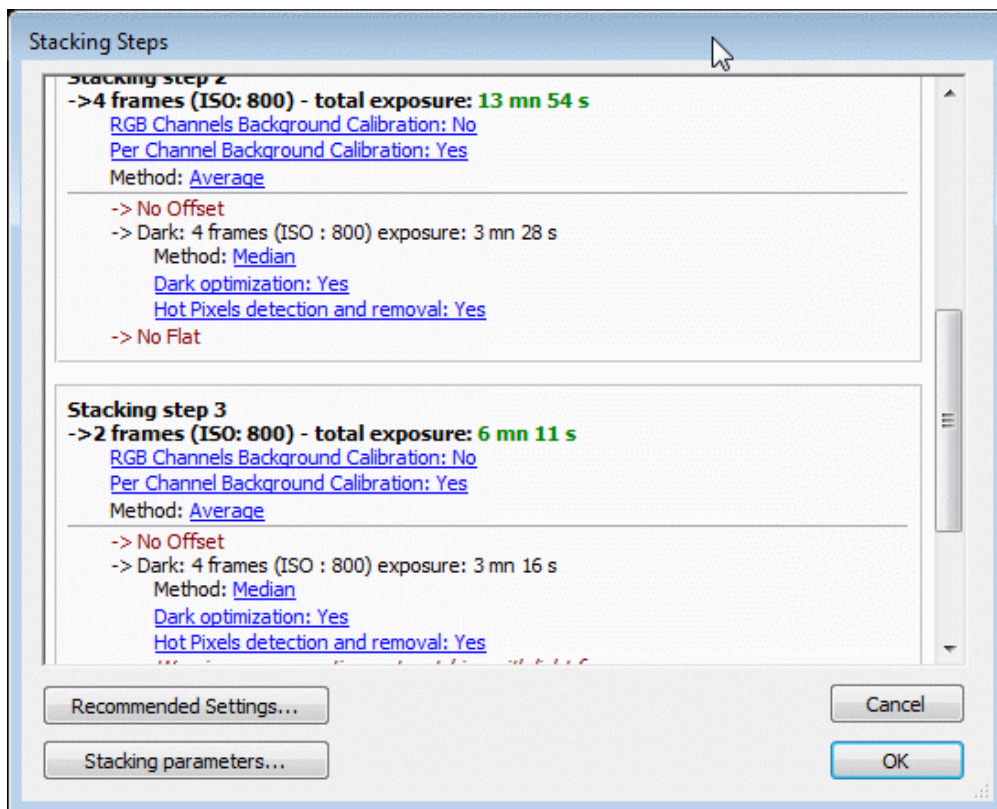 Stacking Steps
Stacking step 2
->4 frames (ISO: 800) - total exposure: 13 mn 54 s
RGB Channels Background Calibration: No
Per Channel Background Calibration: Yes
Method: Average
-> No Offset
-> Dark: 4 frames (ISO : 800) exposure: 3 mn 28 s
Method: Median
Dark optimization: Yes
Hot Pixels detection and removal: Yes
-> No Flat
Stacking step 3
->2 frames (ISO: 800) - total exposure: 6 mn 11 s
RGB Channels Background Calibration: No
Per Channel Background Calibration: Yes
Method: Average
-> No Offset
-> Dark: 4 frames (ISO : 800) exposure: 3 mn 16 s
Method: Median
Dark optimization: Yes
Hot Pixels detection and removal: Yes
Recommended Settings...
Cancel
Stacking parameters...
OK